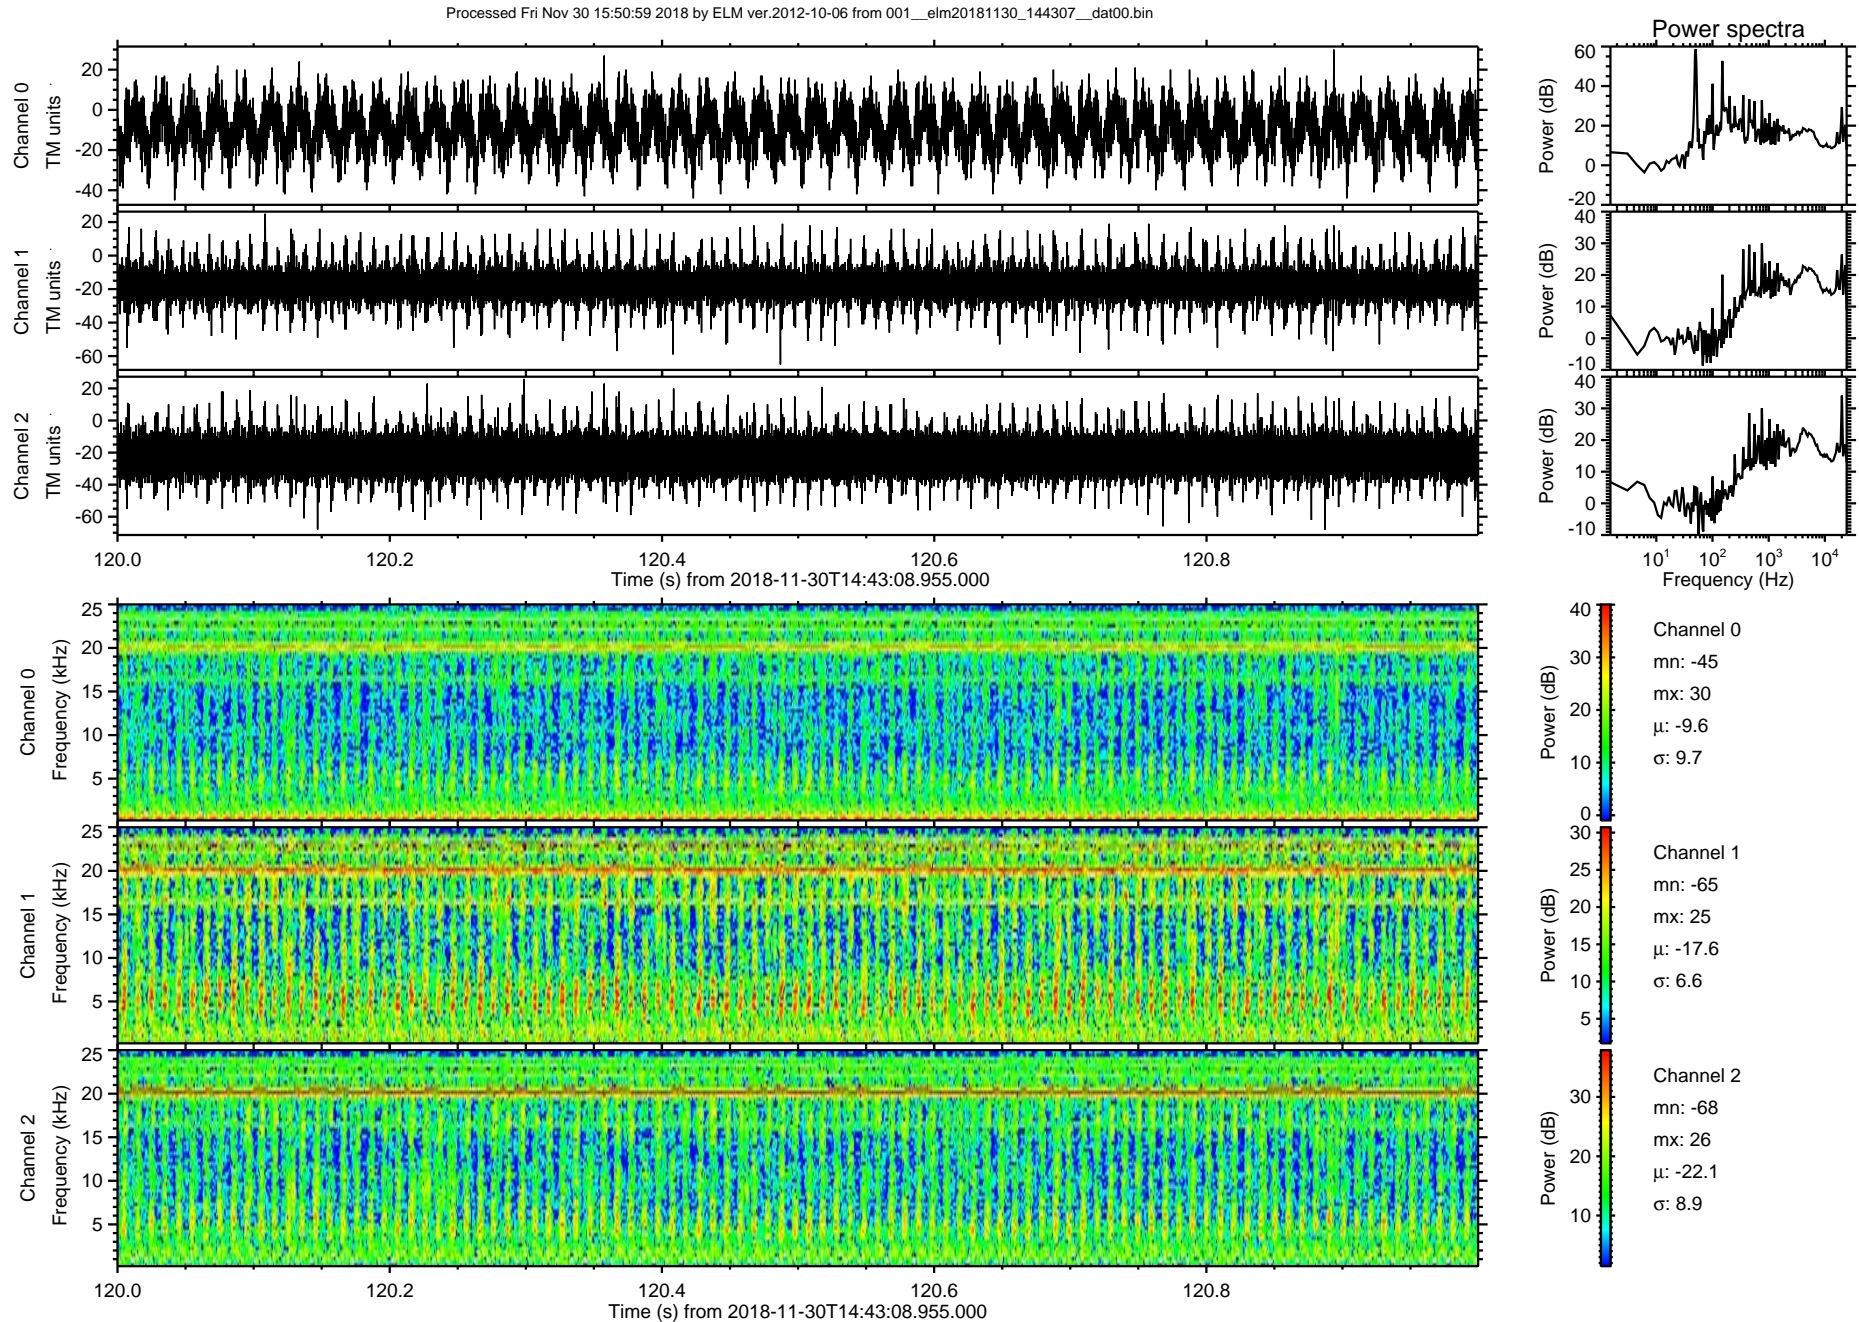 Processed Fri Nov 30 15:50:59 2018 by ELM ver.2012-10-06 from 001__elm20181130_144307__dat00.bin
Power spectra
Channel 0
TM units
20
0
-20
-40
Power (dB)
60
40
20
0
-20
Channel 1
TM units
20
0
-20
-40
-60
Power (dB)
40
30
20
10
0
-10
Channel 2
TM units
20
0
-20
-40
-60
Power (dB)
40
30
20
10
0
-10
120.0 120.2 120.4 120.6 120.8
Time (s) from 2018-11-30T14:43:08.955.000
10^1 10^2 10^3 10^4
Frequency (Hz)
Channel 0
Frequency (kHz)
25
20
15
10
5
Power (dB)
40
30
20
10
0
Channel 0
mn: -45
mx: 30
μ: -9.6
σ: 9.7
Channel 1
Frequency (kHz)
25
20
15
10
5
Power (dB)
30
25
20
15
10
5
Channel 1
mn: -65
mx: 25
μ: -17.6
σ: 6.6
Channel 2
Frequency (kHz)
25
20
15
10
5
Power (dB)
30
20
10
Channel 2
mn: -68
mx: 26
μ: -22.1
σ: 8.9
120.0 120.2 120.4 120.6 120.8
Time (s) from 2018-11-30T14:43:08.955.000